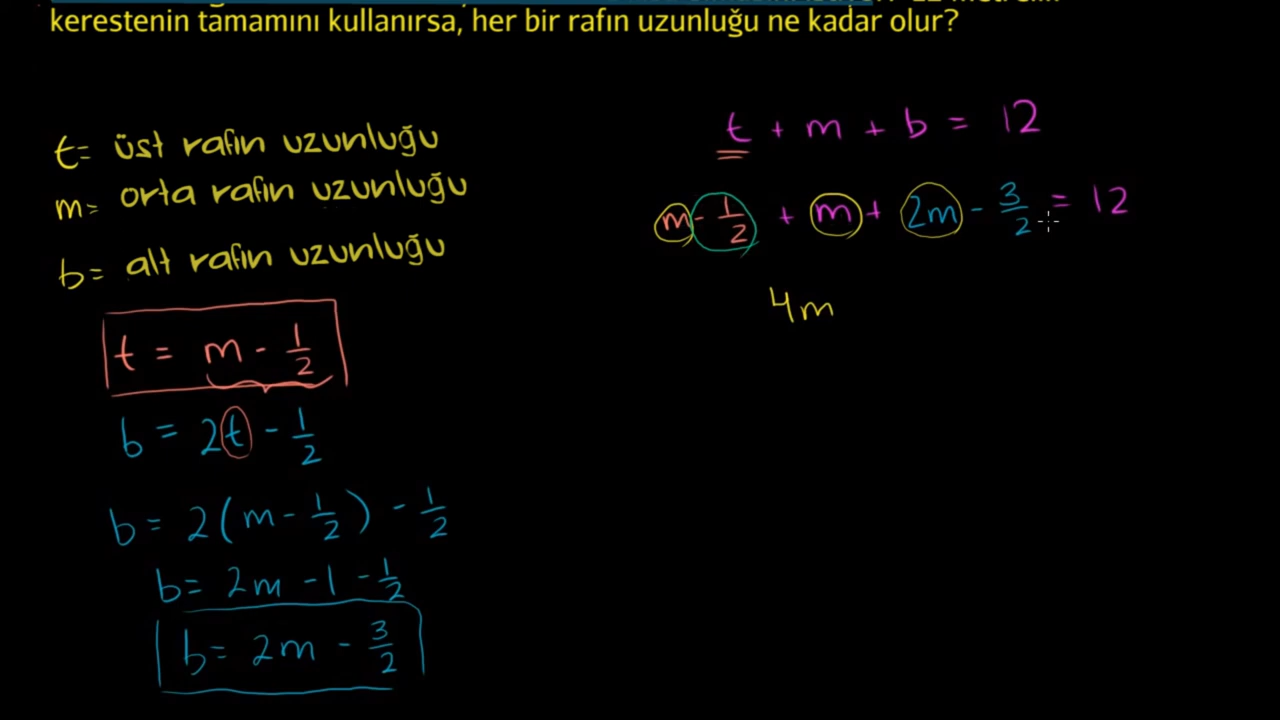 kerestenin tamamını kullanırsa, her bir rafın uzunluğu ne kadar olur?
t= üst rafın uzunluğu
m= orta rafın uzunluğu
b= alt rafın uzunluğu
t = m - 1/2
b = 2t - 1/2
b = 2(m - 1/2) - 1/2
b = 2m - 1 - 1/2
b = 2m - 3/2
t + m + b = 12
m - 1/2 + m + 2m - 3/2 = 12
4m